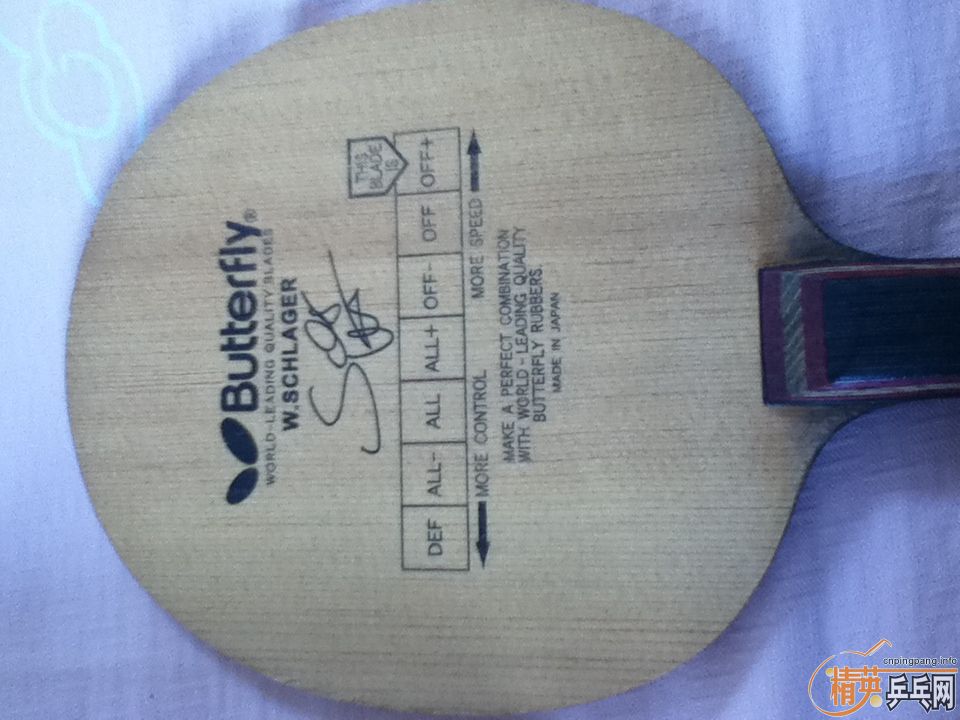 Butterfly®
WORLD-LEADING QUALITY BLADES
W.SCHLAGER
THIS
BLADE
IS
DEF ALL- ALL ALL+ OFF- OFF OFF+
MORE CONTROL MORE SPEED
MAKE A PERFECT COMBINATION
WITH WORLD-LEADING QUALITY
BUTTERFLY RUBBERS
MADE IN JAPAN
cnpingpang.info
精英乒乓网